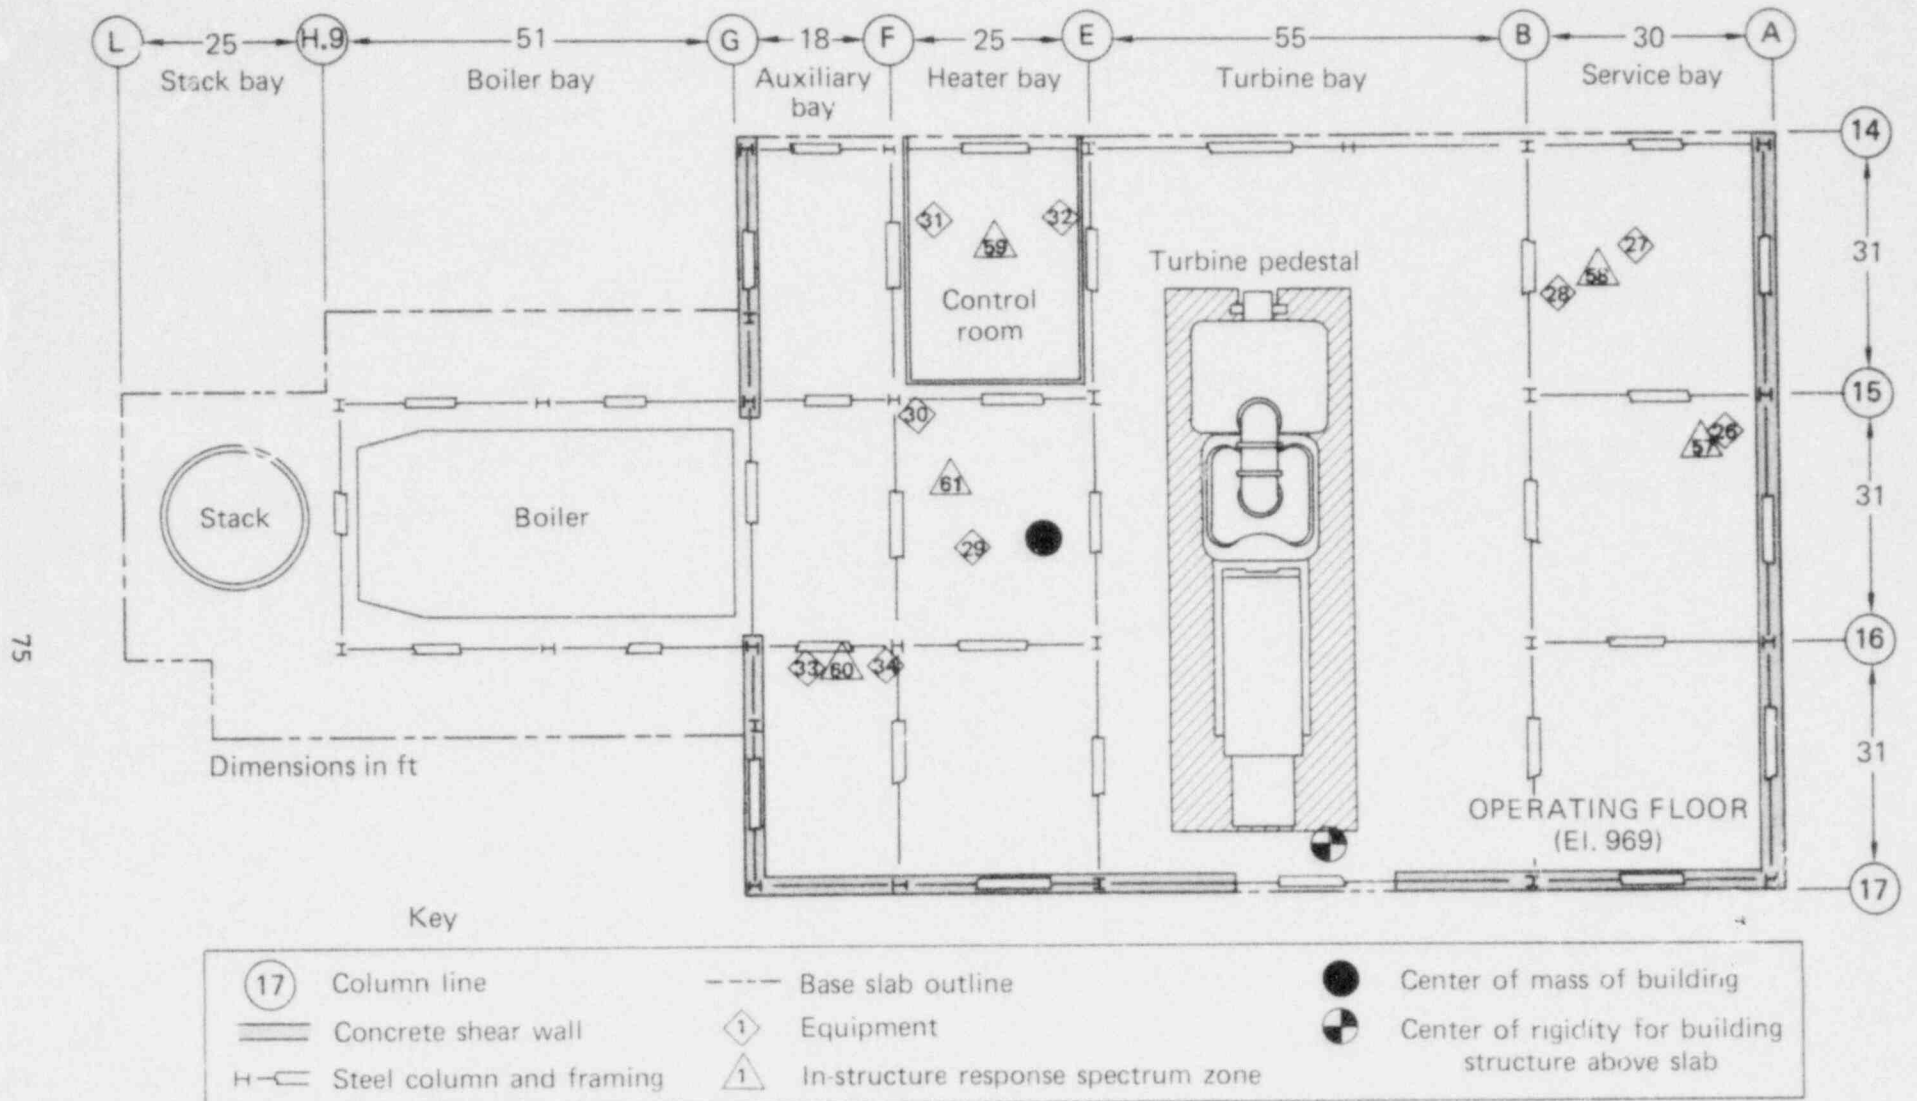 L 25 H.9 51 G 18 F 25 E 55 B 30 A
Stack bay Boiler bay Auxiliary bay Heater bay Turbine bay Service bay
14
31
15
31
16
31
17
31 59 32
Control
room
Turbine pedestal
27
28
30
61
29
57 26
Stack
Boiler
33 60 34
75
Dimensions in ft
OPERATING FLOOR
(El. 969)
Key
17 Column line
Concrete shear wall
Steel column and framing
Base slab outline
1 Equipment
1 In-structure response spectrum zone
Center of mass of building
Center of rigidity for building
structure above slab